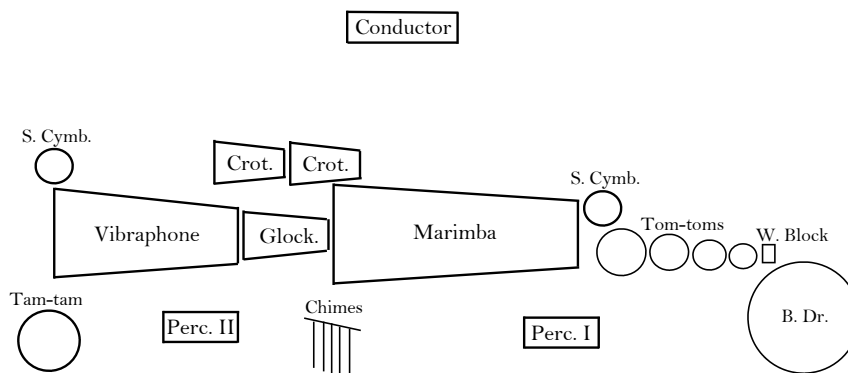 Conductor
S. Cymb.
Crot.
Crot.
S. Cymb.
Vibraphone
Glock.
Marimba
Tom-toms
W. Block
Tam-tam
Perc. II
Chimes
Perc. I
B. Dr.